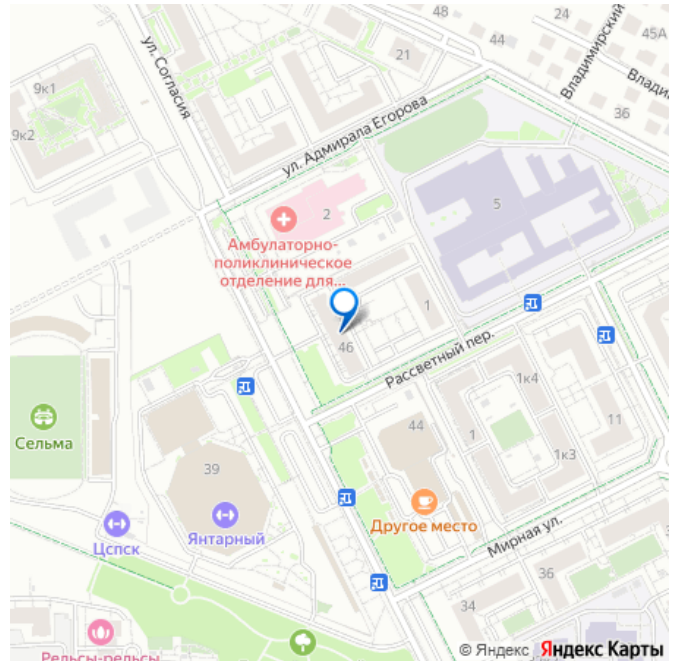 48
24
44
45А
Владимирский
21
Влади
ул. Согласия
9к1
36
ул. Адмирала Егорова
9к2
5
2
Амбулаторно-
поликлиническое
отделение для...
1
46
Рассветный пер.
1к4
Сельма
44
1
11
39
1к3
Янтарный
Другое место
Цспск
Мирная ул.
36
34
Рельсы-рельсы
© Яндекс Яндекс Карты